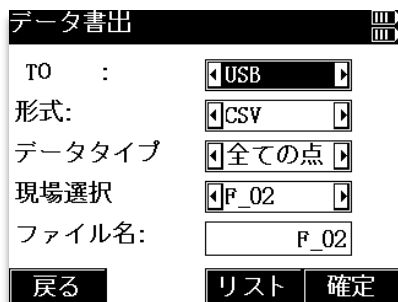 データ書出
TO : USB
形式: CSV
データタイプ 全ての点
現場選択 F_02
ファイル名: F_02
戻る リスト 確定